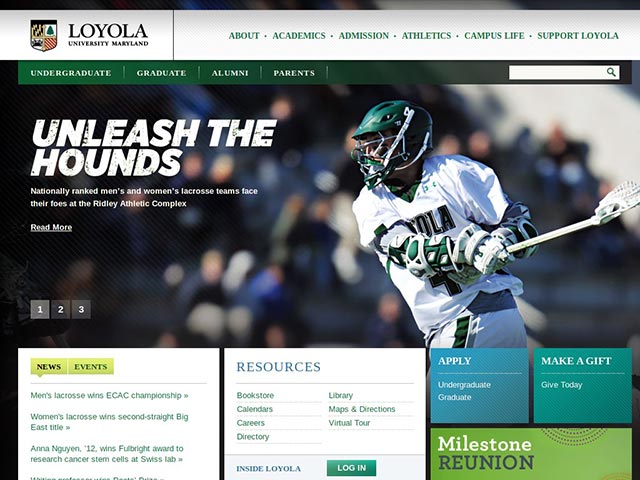 LOYOLA
UNIVERSITY MARYLAND
ABOUT • ACADEMICS • ADMISSION • ATHLETICS • CAMPUS LIFE • SUPPORT LOYOLA
UNDERGRADUATE GRADUATE ALUMNI PARENTS
UNLEASH THE
HOUNDS
Nationally ranked men's and women's lacrosse teams face
their foes at the Ridley Athletic Complex
Read More
1 2 3
NEWS EVENTS
Men's lacrosse wins ECAC championship »
Women's lacrosse wins second-straight Big
East title »
Anna Nguyen, '12, wins Fulbright award to
research cancer stem cells at Swiss lab »
RESOURCES
Bookstore
Calendars
Careers
Directory
Library
Maps & Directions
Virtual Tour
INSIDE LOYOLA LOG IN
APPLY
Undergraduate
Graduate
MAKE A GIFT
Give Today
Milestone
REUNION